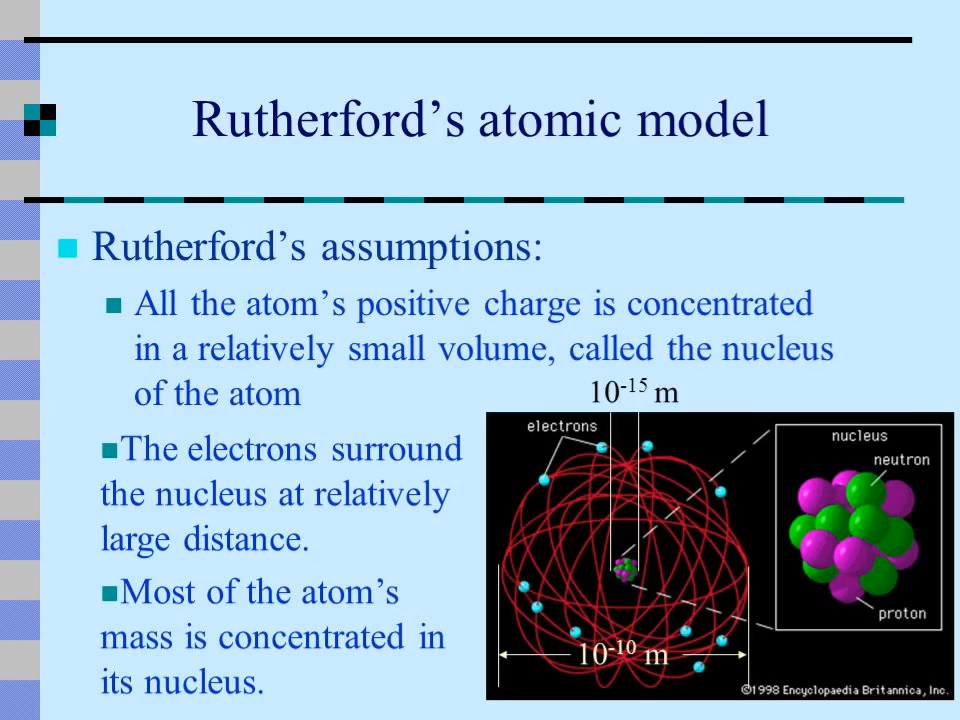 Rutherford’s atomic model
Rutherford’s assumptions:
All the atom’s positive charge is concentrated
in a relatively small volume, called the nucleus
of the atom
10⁻¹⁵ m
The electrons surround
the nucleus at relatively
large distance.
Most of the atom’s
mass is concentrated in
its nucleus.
electrons
nucleus
neutron
proton
10⁻¹⁰ m
©1998 Encyclopaedia Britannica, Inc.